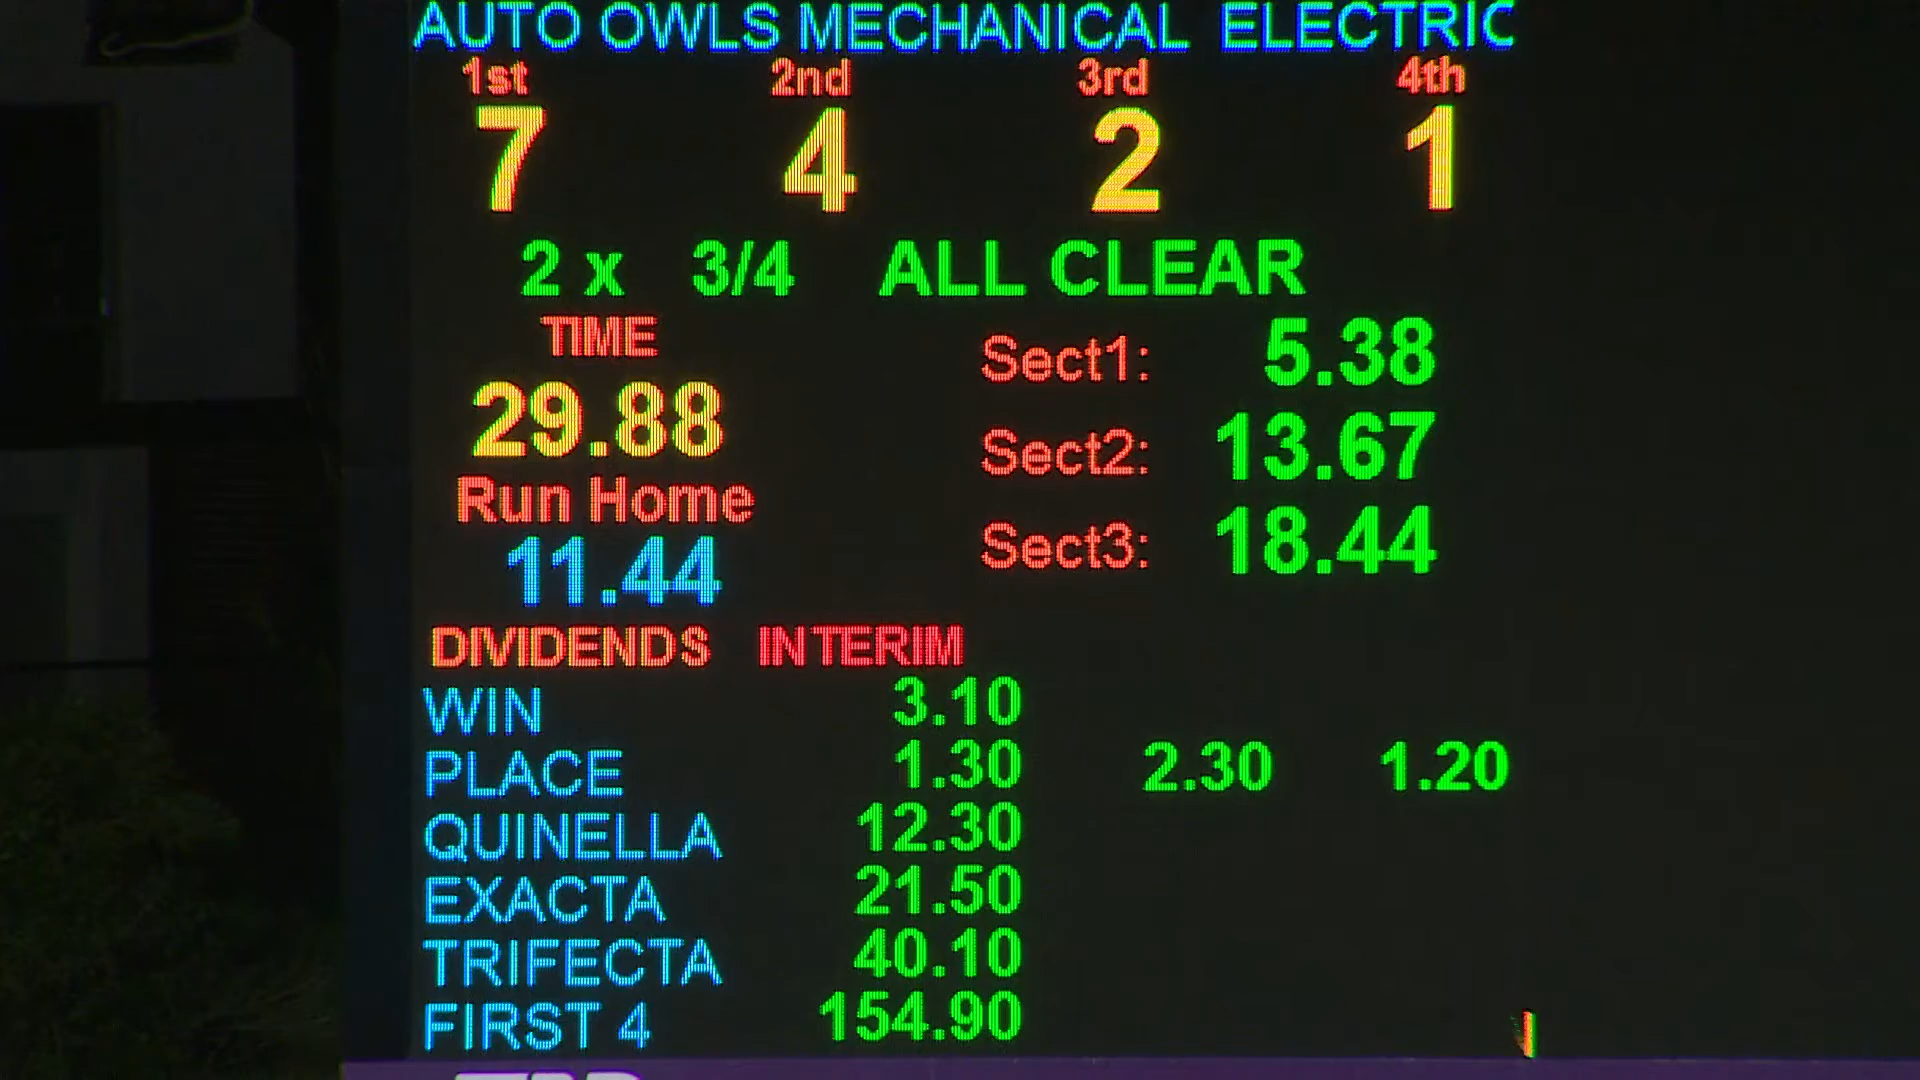 AUTO OWLS MECHANICAL ELECTRIC
1st 2nd 3rd 4th
7 4 2 1
2 x 3/4 ALL CLEAR
TIME
29.88
Run Home
11.44
Sect1: 5.38
Sect2: 13.67
Sect3: 18.44
DIVIDENDS INTERIM
WIN 3.10
PLACE 1.30 2.30 1.20
QUINELLA 12.30
EXACTA 21.50
TRIFECTA 40.10
FIRST 4 154.90